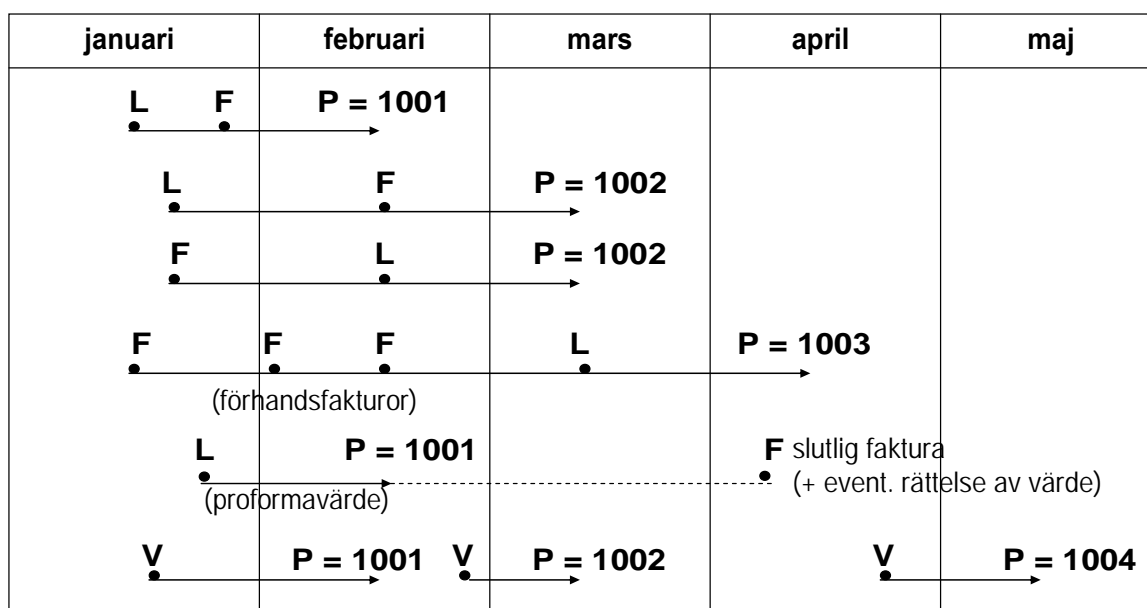 januari februari mars april maj
L F P = 1001
L F P = 1002
F L P = 1002
F F F L P = 1003
(förhandsfakturor)
L P = 1001 F slutlig faktura
(proformavärde) (+ event. rättelse av värde)
V P = 1001 V P = 1002 V P = 1004